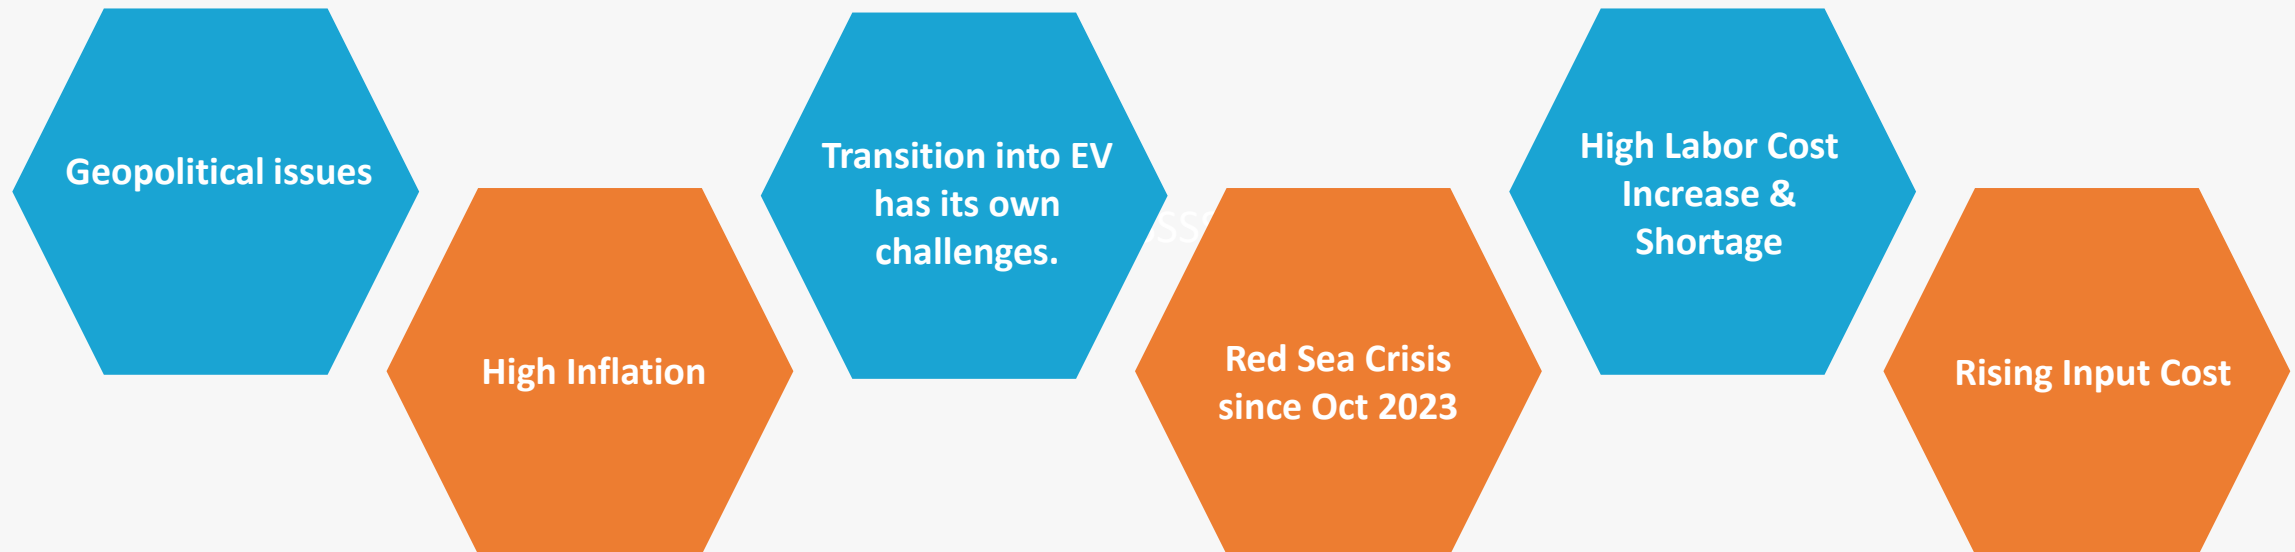 Geopolitical issues
High Inflation
Transition into EV
has its own
challenges.
Red Sea Crisis
since Oct 2023
High Labor Cost
Increase &
Shortage
Rising Input Cost